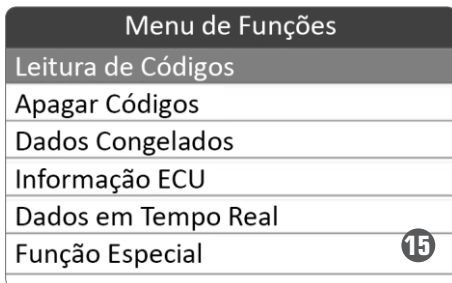 Menu de Funções
Leitura de Códigos
Apagar Códigos
Dados Congelados
Informação ECU
Dados em Tempo Real
Função Especial
15